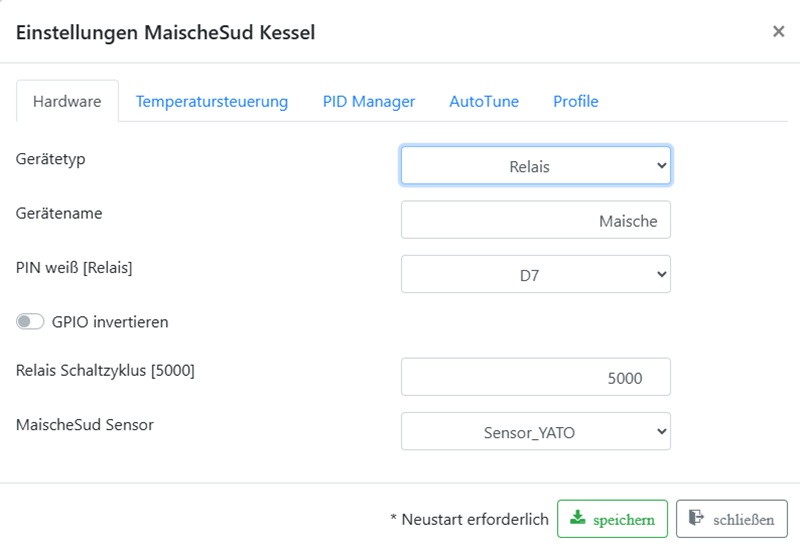 Einstellungen MaischeSud Kessel ×
Hardware Temperatursteuerung PID Manager AutoTune Profile
Gerätetyp Relais
Gerätename Maische
PIN weiß [Relais] D7
GPIO invertieren
Relais Schaltzyklus [5000] 5000
MaischeSud Sensor Sensor_YATO
* Neustart erforderlich speichern schließen